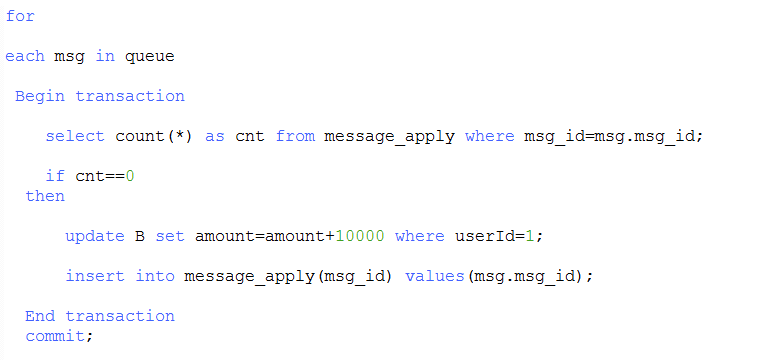 for
each msg in queue
Begin transaction
select count(*) as cnt from message_apply where msg_id=msg.msg_id;
if cnt==0
then
update B set amount=amount+10000 where userId=1;
insert into message_apply(msg_id) values(msg.msg_id);
End transaction
commit;